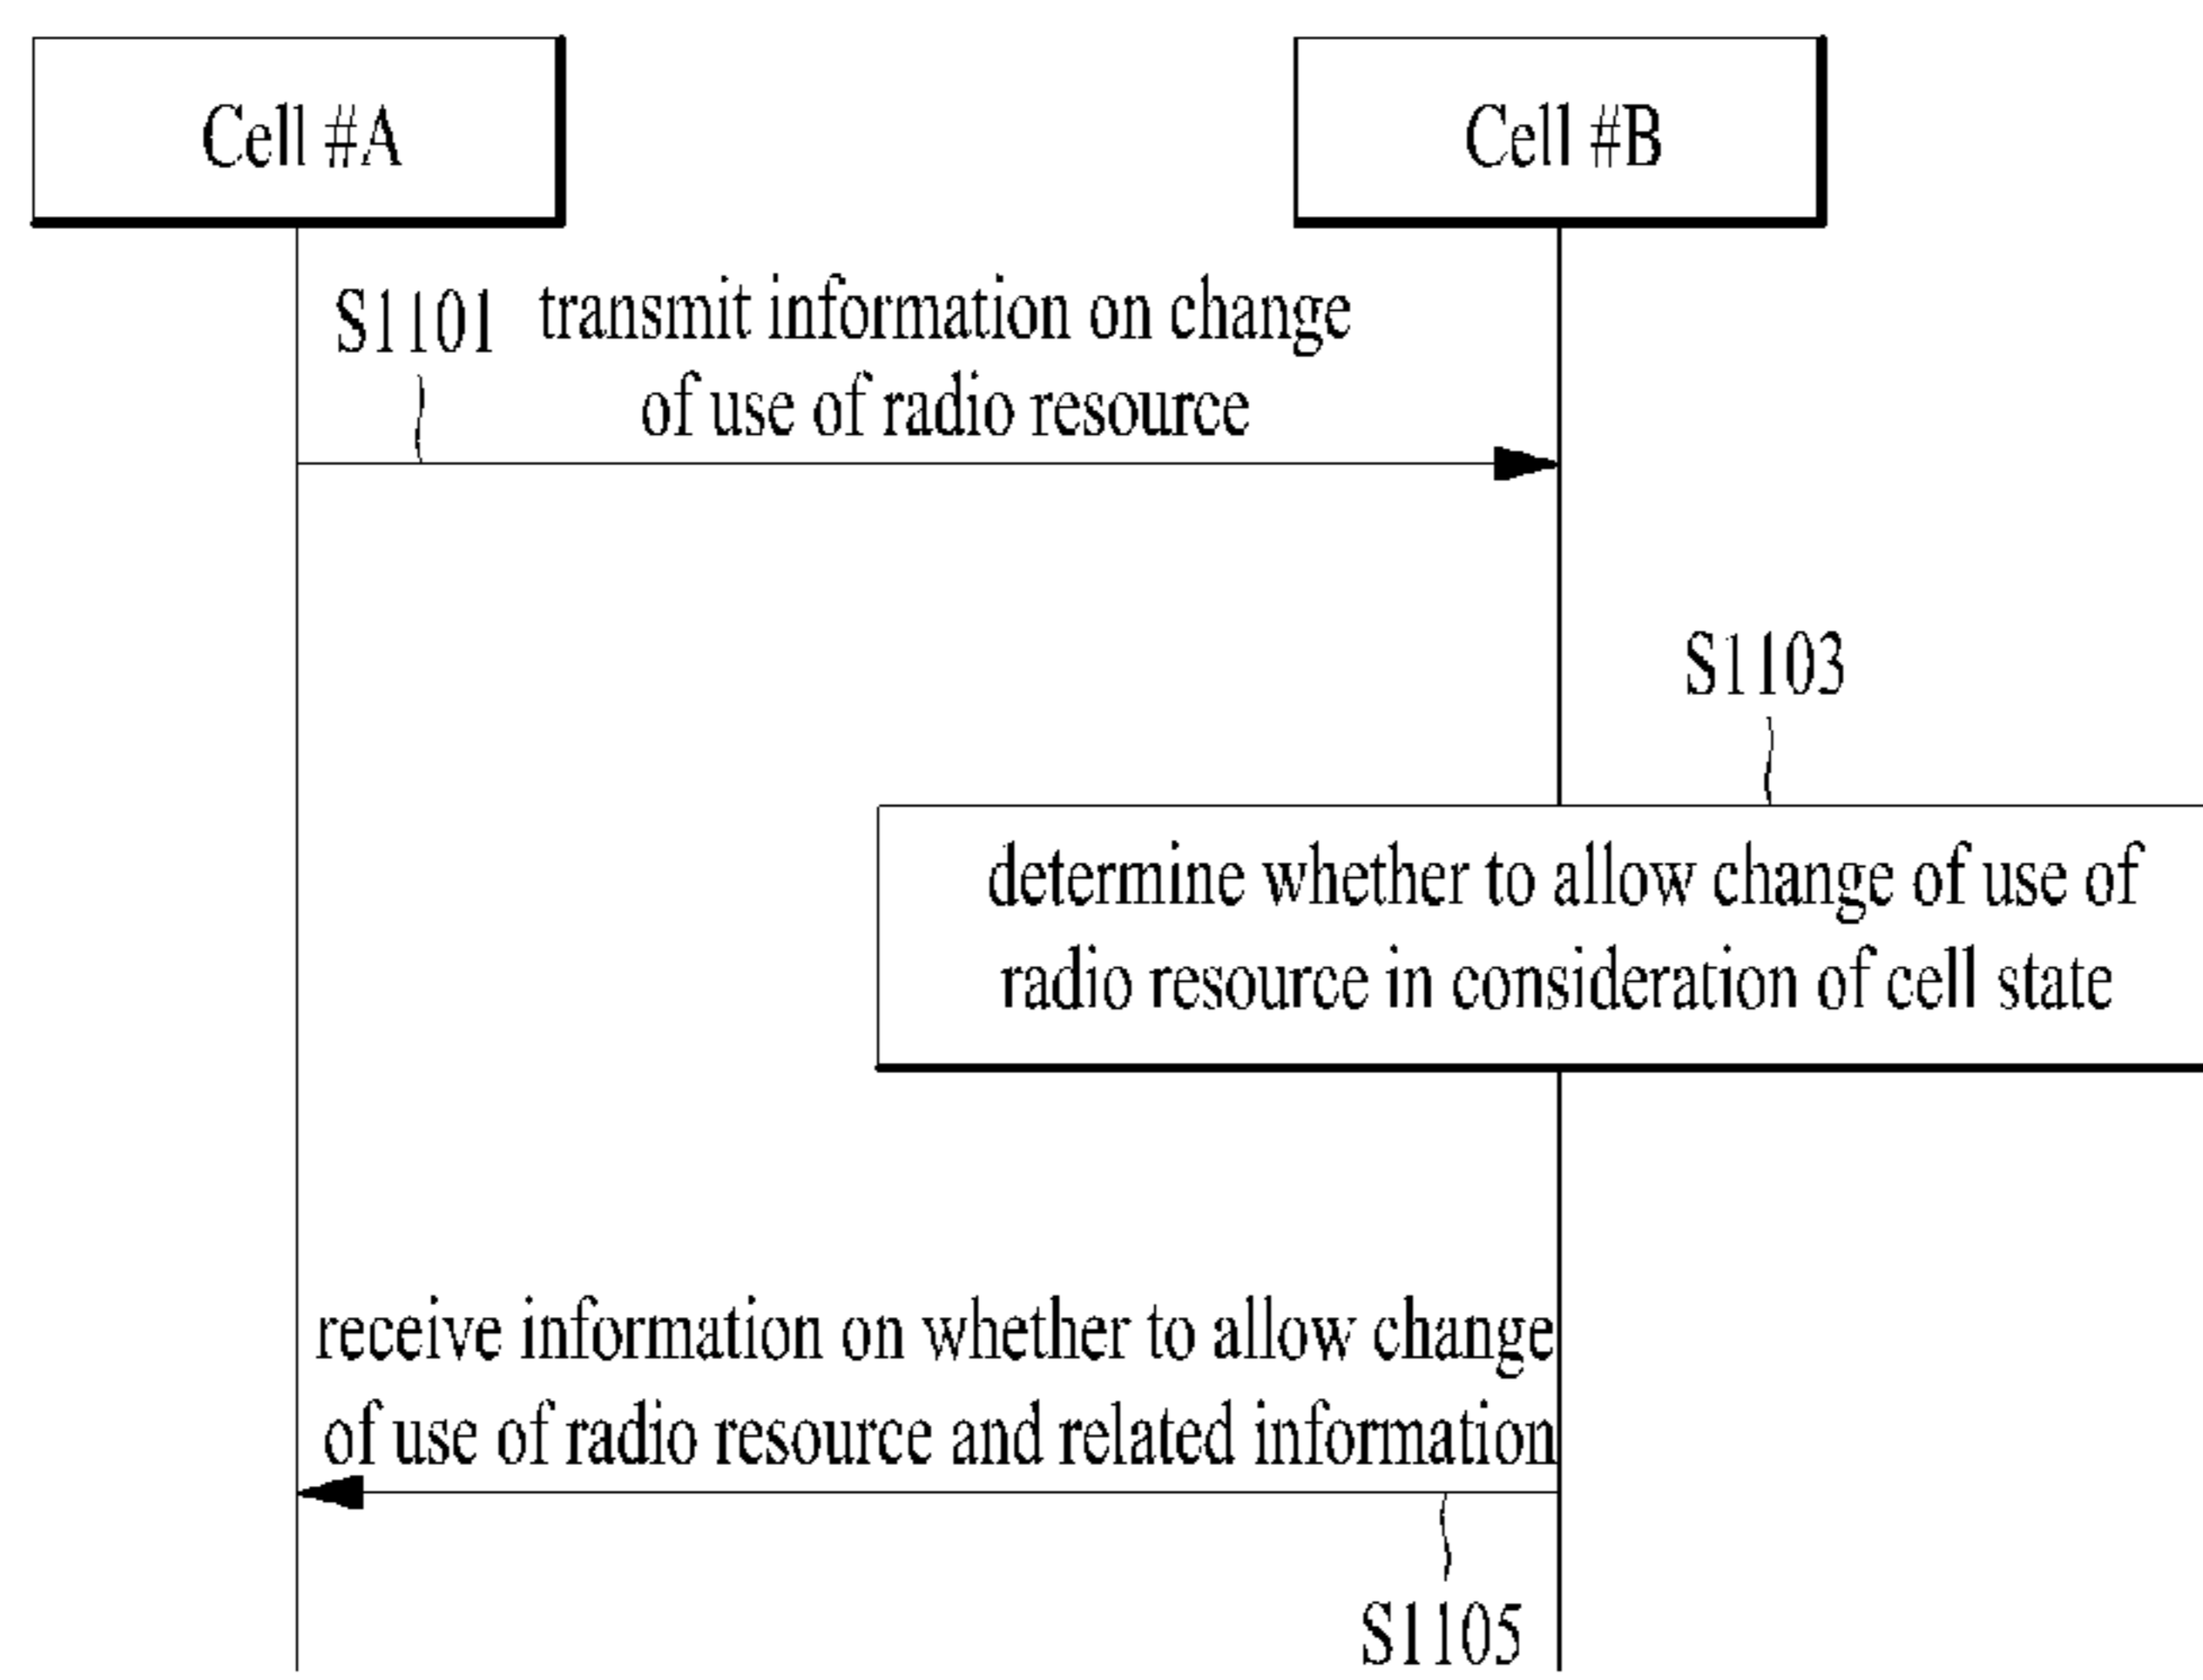 Cell #A
Cell #B
S1101
transmit information on change
of use of radio resource
S1103
determine whether to allow change of use of
radio resource in consideration of cell state
receive information on whether to allow change
of use of radio resource and related information
S1105